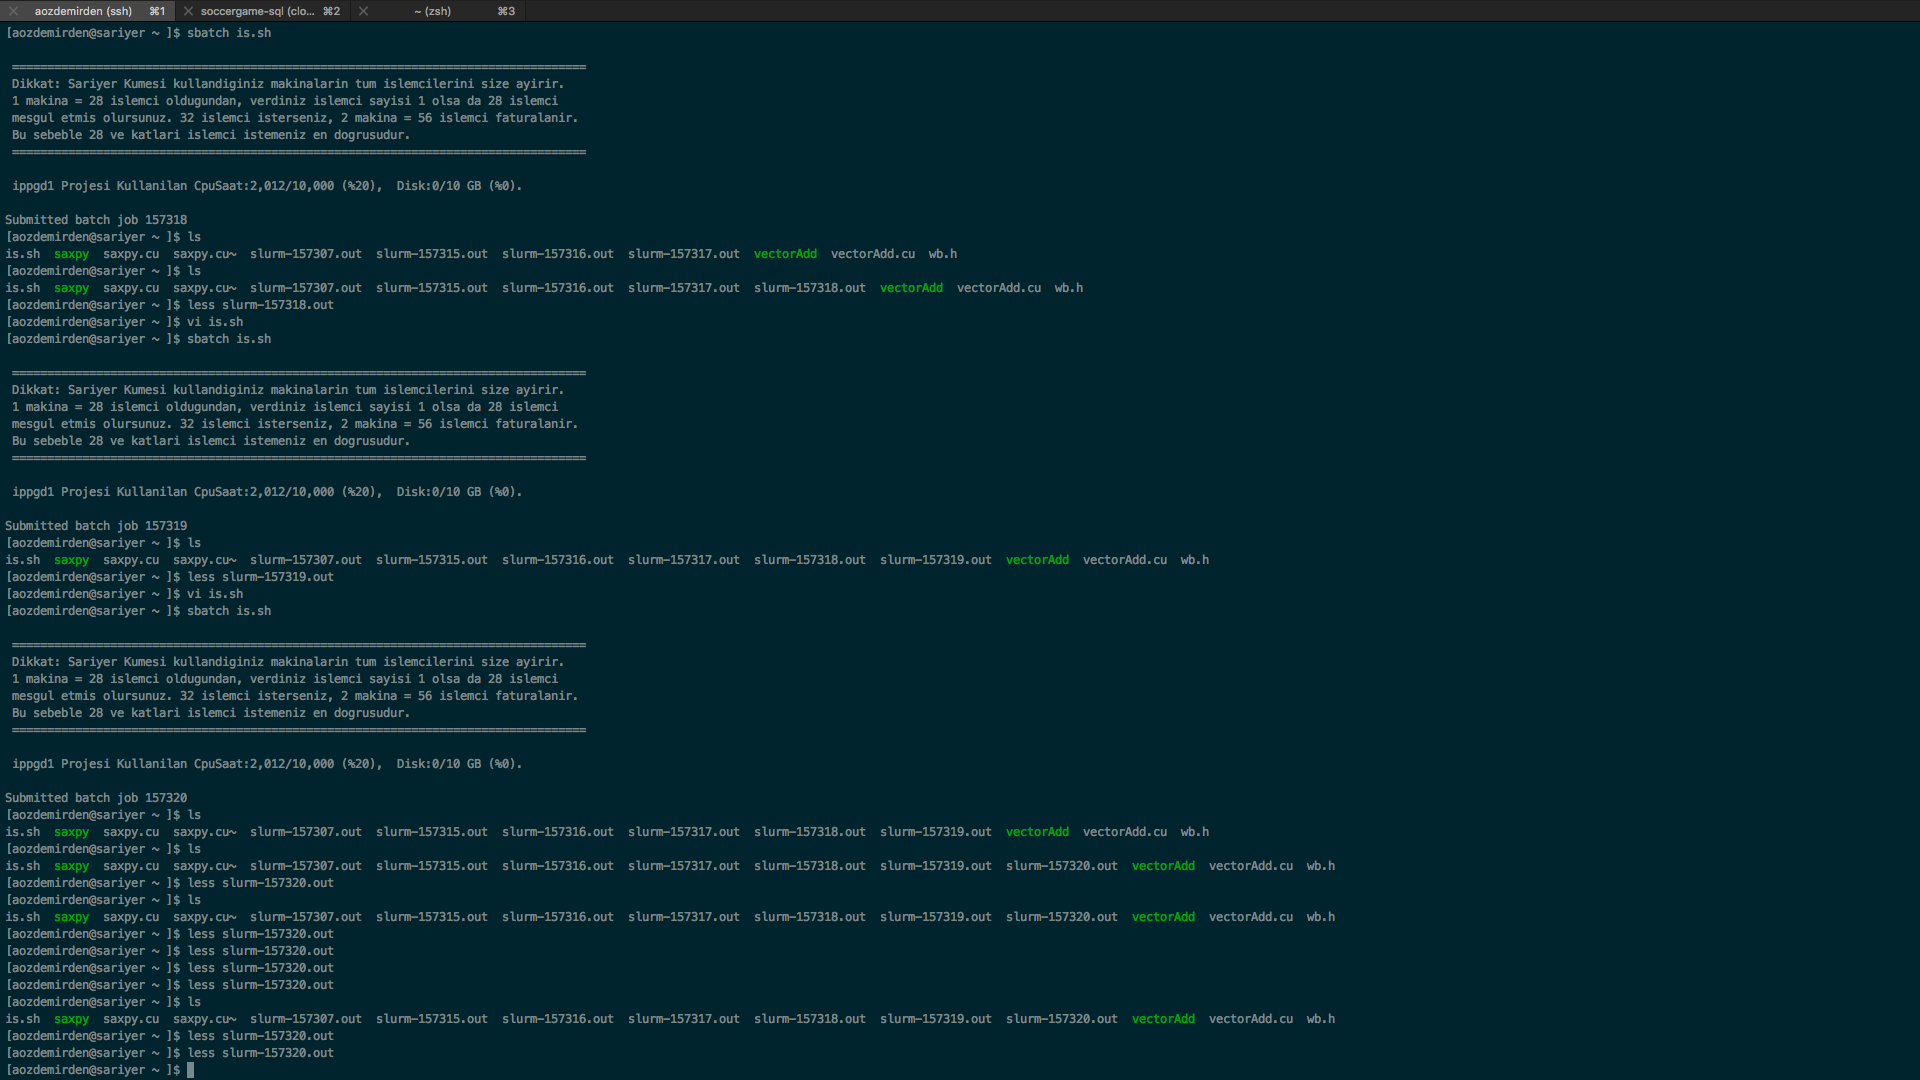 aozdemirden (ssh) ⌘1 soccergame-sql (clo... ⌘2 ~ (zsh) ⌘3
[aozdemirden@sariyer ~ ]$ sbatch is.sh
==================================================================================
Dikkat: Sariyer Kumesi kullandiginiz makinalarin tum islemcilerini size ayirir.
1 makina = 28 islemci oldugundan, verdiniz islemci sayisi 1 olsa da 28 islemci
mesgul etmis olursunuz. 32 islemci isterseniz, 2 makina = 56 islemci faturalanir.
Bu sebeble 28 ve katlari islemci istemeniz en dogrusudur.
==================================================================================
ippgd1 Projesi Kullanilan CpuSaat:2,012/10,000 (%20),  Disk:0/10 GB (%0).
Submitted batch job 157318
[aozdemirden@sariyer ~ ]$ ls
is.sh  saxpy  saxpy.cu  saxpy.cu~  slurm-157307.out  slurm-157315.out  slurm-157316.out  slurm-157317.out  vectorAdd  vectorAdd.cu  wb.h
[aozdemirden@sariyer ~ ]$ ls
is.sh  saxpy  saxpy.cu  saxpy.cu~  slurm-157307.out  slurm-157315.out  slurm-157316.out  slurm-157317.out  slurm-157318.out  vectorAdd  vectorAdd.cu  wb.h
[aozdemirden@sariyer ~ ]$ less slurm-157318.out
[aozdemirden@sariyer ~ ]$ vi is.sh
[aozdemirden@sariyer ~ ]$ sbatch is.sh
==================================================================================
Dikkat: Sariyer Kumesi kullandiginiz makinalarin tum islemcilerini size ayirir.
1 makina = 28 islemci oldugundan, verdiniz islemci sayisi 1 olsa da 28 islemci
mesgul etmis olursunuz. 32 islemci isterseniz, 2 makina = 56 islemci faturalanir.
Bu sebeble 28 ve katlari islemci istemeniz en dogrusudur.
==================================================================================
ippgd1 Projesi Kullanilan CpuSaat:2,012/10,000 (%20),  Disk:0/10 GB (%0).
Submitted batch job 157319
[aozdemirden@sariyer ~ ]$ ls
is.sh  saxpy  saxpy.cu  saxpy.cu~  slurm-157307.out  slurm-157315.out  slurm-157316.out  slurm-157317.out  slurm-157318.out  slurm-157319.out  vectorAdd  vectorAdd.cu  wb.h
[aozdemirden@sariyer ~ ]$ less slurm-157319.out
[aozdemirden@sariyer ~ ]$ vi is.sh
[aozdemirden@sariyer ~ ]$ sbatch is.sh
==================================================================================
Dikkat: Sariyer Kumesi kullandiginiz makinalarin tum islemcilerini size ayirir.
1 makina = 28 islemci oldugundan, verdiniz islemci sayisi 1 olsa da 28 islemci
mesgul etmis olursunuz. 32 islemci isterseniz, 2 makina = 56 islemci faturalanir.
Bu sebeble 28 ve katlari islemci istemeniz en dogrusudur.
==================================================================================
ippgd1 Projesi Kullanilan CpuSaat:2,012/10,000 (%20),  Disk:0/10 GB (%0).
Submitted batch job 157320
[aozdemirden@sariyer ~ ]$ ls
is.sh  saxpy  saxpy.cu  saxpy.cu~  slurm-157307.out  slurm-157315.out  slurm-157316.out  slurm-157317.out  slurm-157318.out  slurm-157319.out  vectorAdd  vectorAdd.cu  wb.h
[aozdemirden@sariyer ~ ]$ ls
is.sh  saxpy  saxpy.cu  saxpy.cu~  slurm-157307.out  slurm-157315.out  slurm-157316.out  slurm-157317.out  slurm-157318.out  slurm-157319.out  slurm-157320.out  vectorAdd  vectorAdd.cu  wb.h
[aozdemirden@sariyer ~ ]$ less slurm-157320.out
[aozdemirden@sariyer ~ ]$ ls
is.sh  saxpy  saxpy.cu  saxpy.cu~  slurm-157307.out  slurm-157315.out  slurm-157316.out  slurm-157317.out  slurm-157318.out  slurm-157319.out  slurm-157320.out  vectorAdd  vectorAdd.cu  wb.h
[aozdemirden@sariyer ~ ]$ less slurm-157320.out
[aozdemirden@sariyer ~ ]$ less slurm-157320.out
[aozdemirden@sariyer ~ ]$ less slurm-157320.out
[aozdemirden@sariyer ~ ]$ less slurm-157320.out
[aozdemirden@sariyer ~ ]$ ls
is.sh  saxpy  saxpy.cu  saxpy.cu~  slurm-157307.out  slurm-157315.out  slurm-157316.out  slurm-157317.out  slurm-157318.out  slurm-157319.out  slurm-157320.out  vectorAdd  vectorAdd.cu  wb.h
[aozdemirden@sariyer ~ ]$ less slurm-157320.out
[aozdemirden@sariyer ~ ]$ less slurm-157320.out
[aozdemirden@sariyer ~ ]$